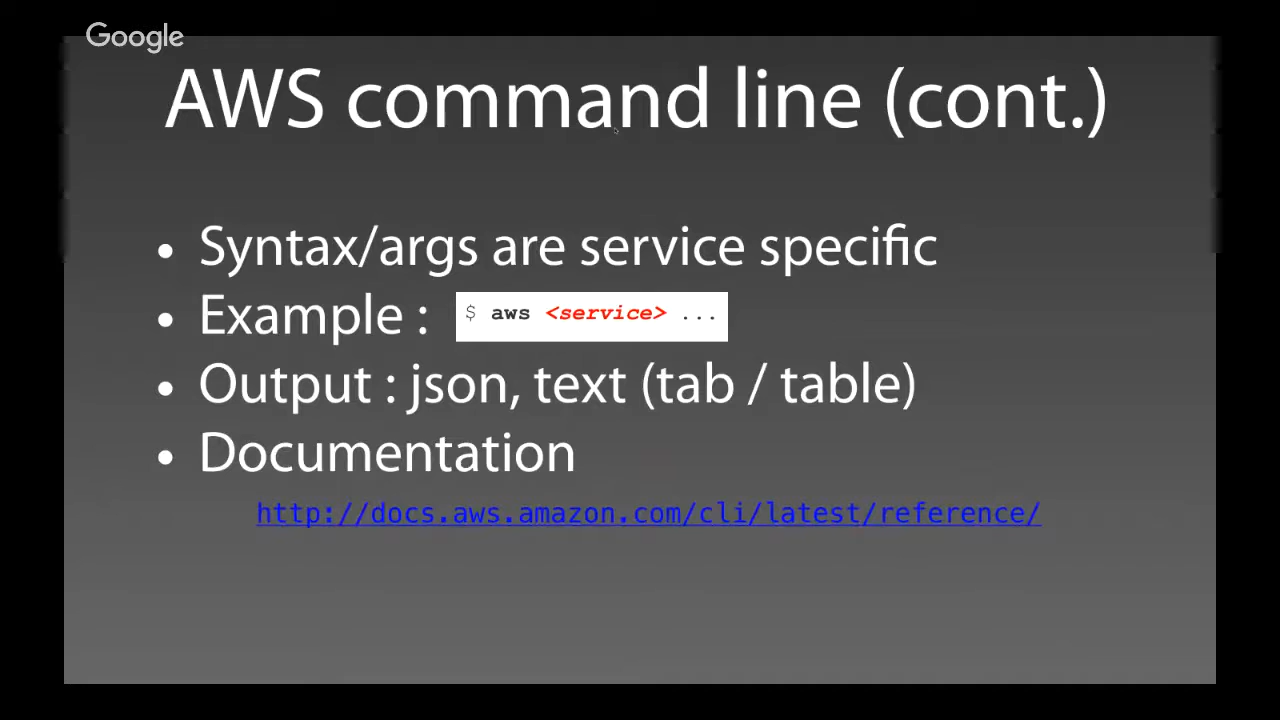 Google
AWS command line (cont.)
• Syntax/args are service specific
• Example : $ aws <service> ...
• Output : json, text (tab / table)
• Documentation
http://docs.aws.amazon.com/cli/latest/reference/